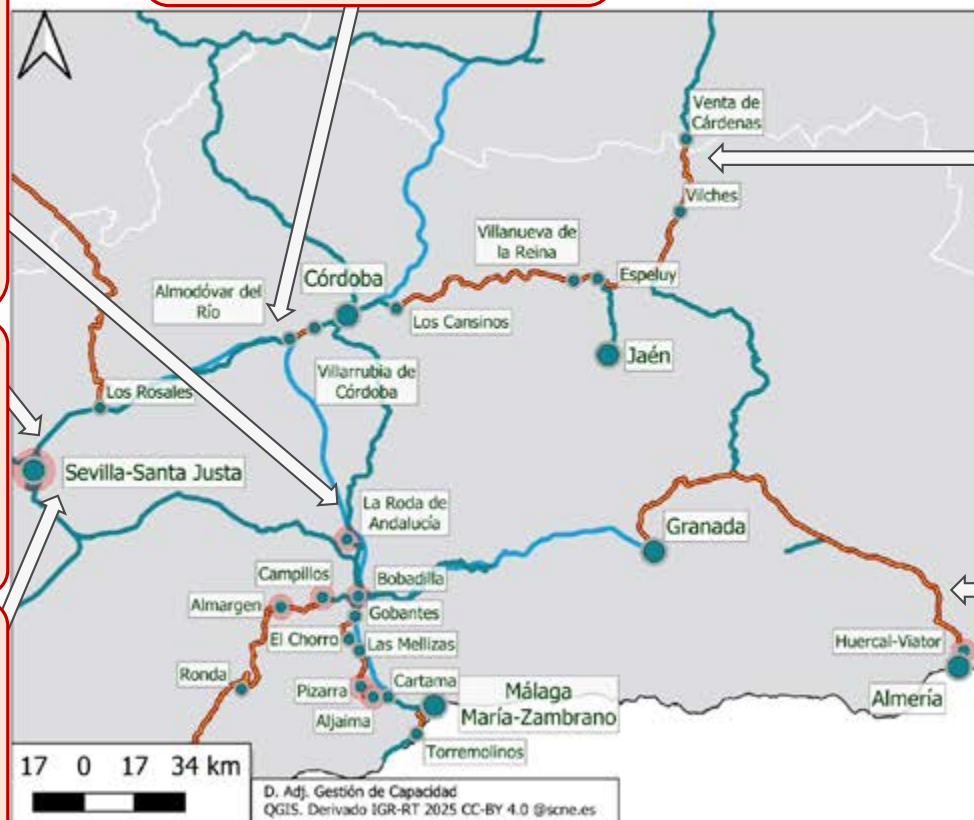 Venta de
Cárdenas
Vilches
Villanueva de
la Reina
Espeluy
Córdoba
Almodóvar del
Río
Los Cansinos
Jaén
Villarrubia de
Córdoba
Los Rosales
Sevilla-Santa Justa
La Roda de
Andalucía
Granada
Campillos
Bobadilla
Almargen
Gobantes
El Chorro
Las Mellizas
Huercal-Viator
Ronda
Pizarra
Cartama
Almería
Málaga
María-Zambrano
Aljaima
Torremolinos
17 0 17 34 km
D. Adj. Gestión de Capacidad
QGIS. Derivado IGR-RT 2025 CC-BY 4.0 @scne.es